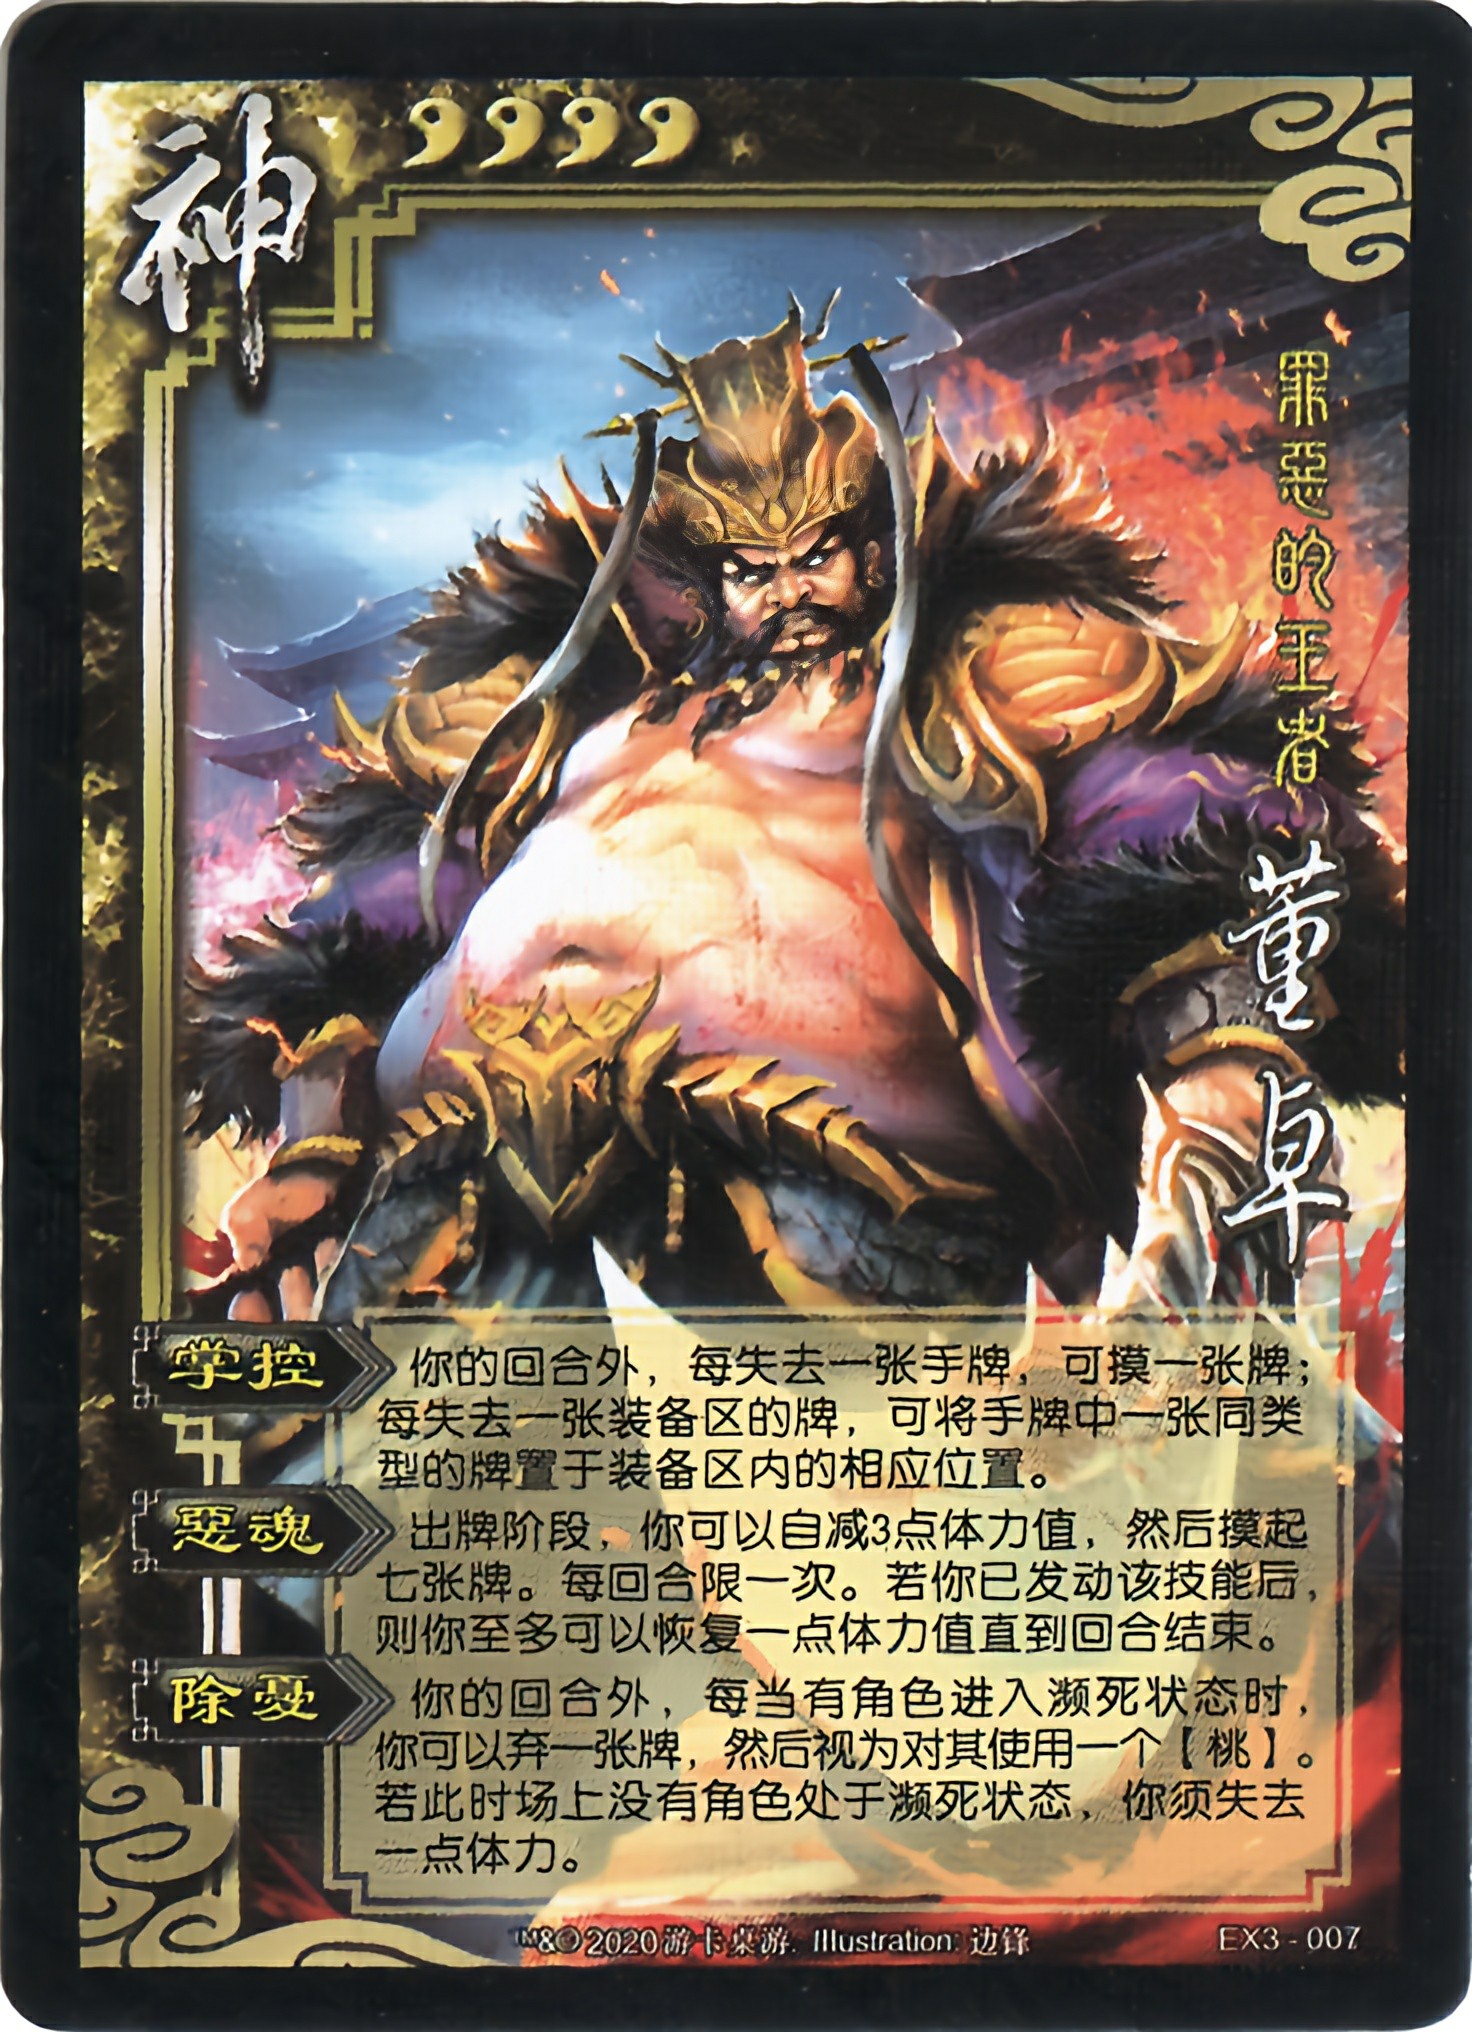 神
罪惡的王者
董卓
掌控
你的回合外，每失去一张手牌，可摸一张牌；
每失去一张装备区的牌，可将手牌中一张同类
型的牌置于装备区内的相应位置。
惡魂
出牌阶段，你可以自减3点体力值，然后摸起
七张牌。每回合限一次。若你已发动该技能后，
则你至多可以恢复一点体力值直到回合结束。
除憂
你的回合外，每当有角色进入濒死状态时，
你可以弃一张牌，然后视为对其使用一个【桃】。
若此时场上没有角色处于濒死状态，你须失去
一点体力。
™&© 2020 游卡桌游. Illustration: 边锋
EX3 - 007